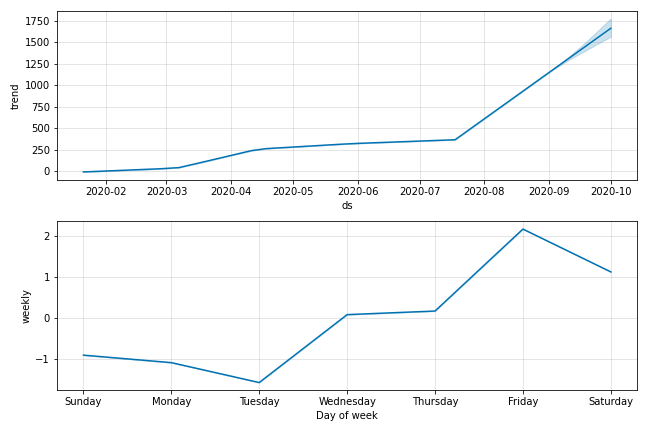 1750
1500
1250
1000
750
500
250
0
trend
2020-02 2020-03 2020-04 2020-05 2020-06 2020-07 2020-08 2020-09 2020-10
ds
2
1
0
−1
weekly
Sunday Monday Tuesday Wednesday Thursday Friday Saturday
Day of week